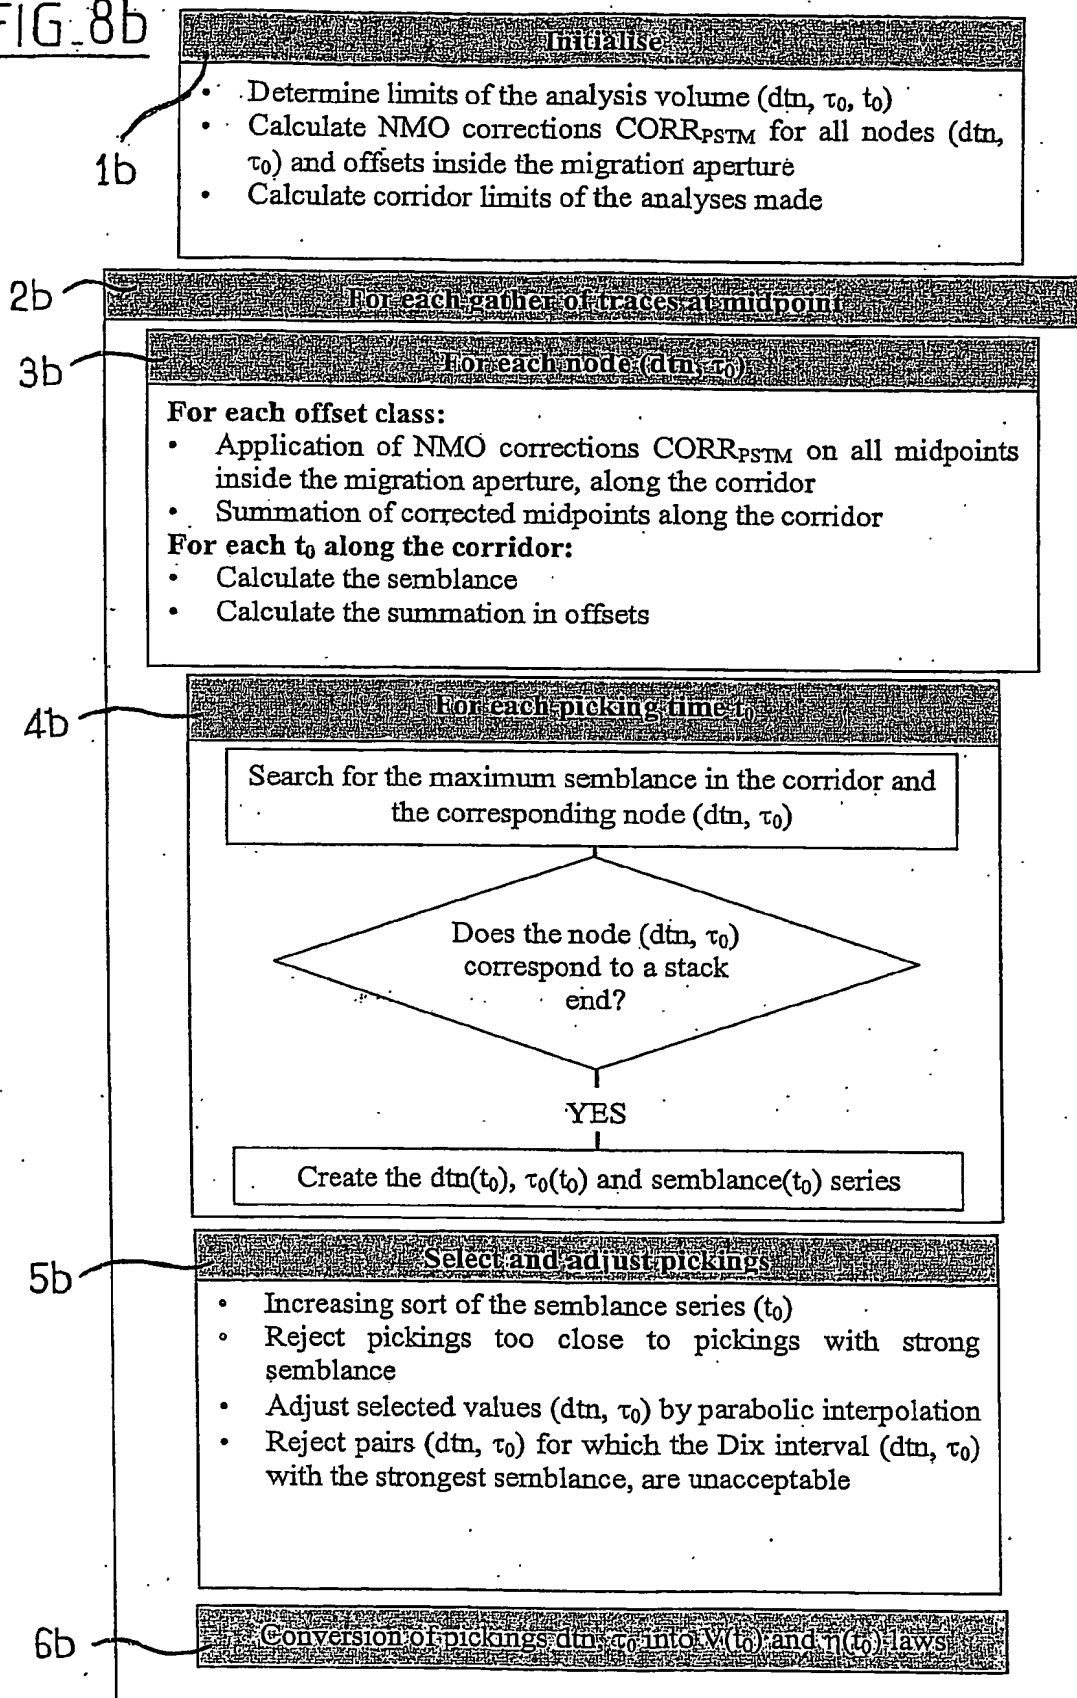 FIG_8b
Initialise
• Determine limits of the analysis volume (dtn, τ₀, t₀)
• Calculate NMO corrections CORR_PSTM for all nodes (dtn,
τ₀) and offsets inside the migration aperture
• Calculate corridor limits of the analyses made
1b
2b
For each gather of traces at midpoint
3b
For each node (dtn, τ₀)
For each offset class:
• Application of NMO corrections CORR_PSTM on all midpoints
inside the migration aperture, along the corridor
• Summation of corrected midpoints along the corridor
For each t₀ along the corridor:
• Calculate the semblance
• Calculate the summation in offsets
4b
For each picking time t₀
Search for the maximum semblance in the corridor and
the corresponding node (dtn, τ₀)
Does the node (dtn, τ₀)
correspond to a stack
end?
YES
Create the dtn(t₀), τ₀(t₀) and semblance(t₀) series
5b
Select and adjust pickings
• Increasing sort of the semblance series (t₀)
• Reject pickings too close to pickings with strong
semblance
• Adjust selected values (dtn, τ₀) by parabolic interpolation
• Reject pairs (dtn, τ₀) for which the Dix interval (dtn, τ₀)
with the strongest semblance, are unacceptable
6b
Conversion of pickings dtn, τ₀ into V(t₀) and η(t₀) laws